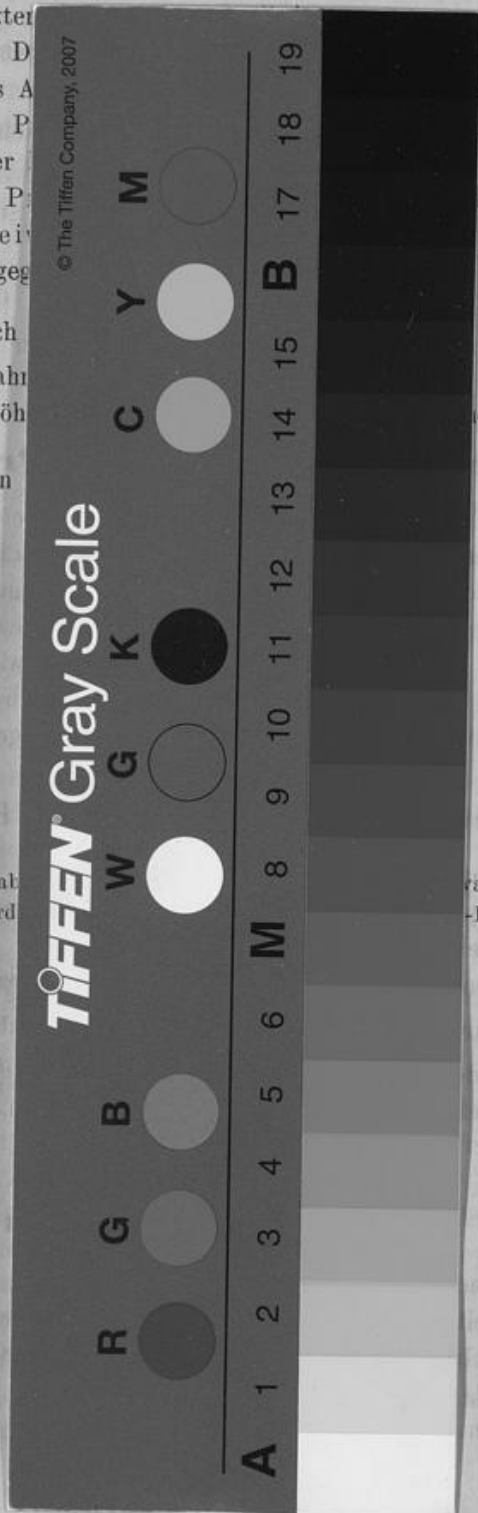 TIFFEN® Gray Scale
© The Tiffen Company, 2007
R G B W G K C Y M
A 1 2 3 4 5 6 M 8 9 10 11 12 13 14 15 B 17 18 19